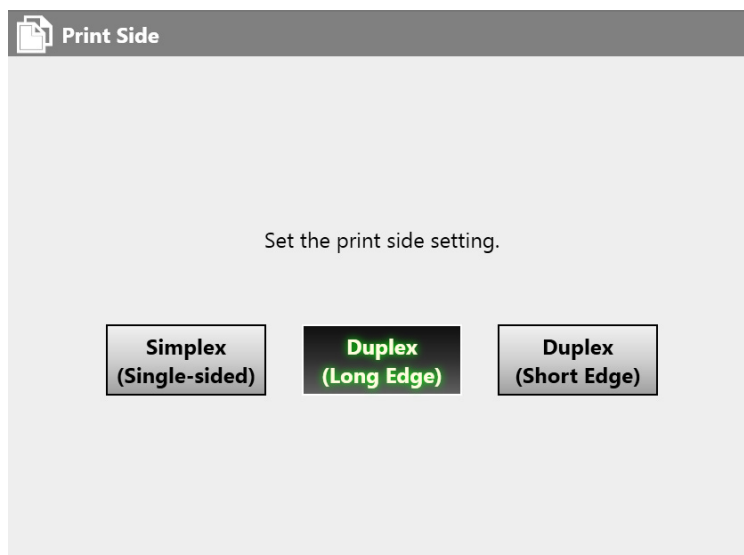 Print Side
Set the print side setting.
Simplex
(Single-sided)
Duplex
(Long Edge)
Duplex
(Short Edge)